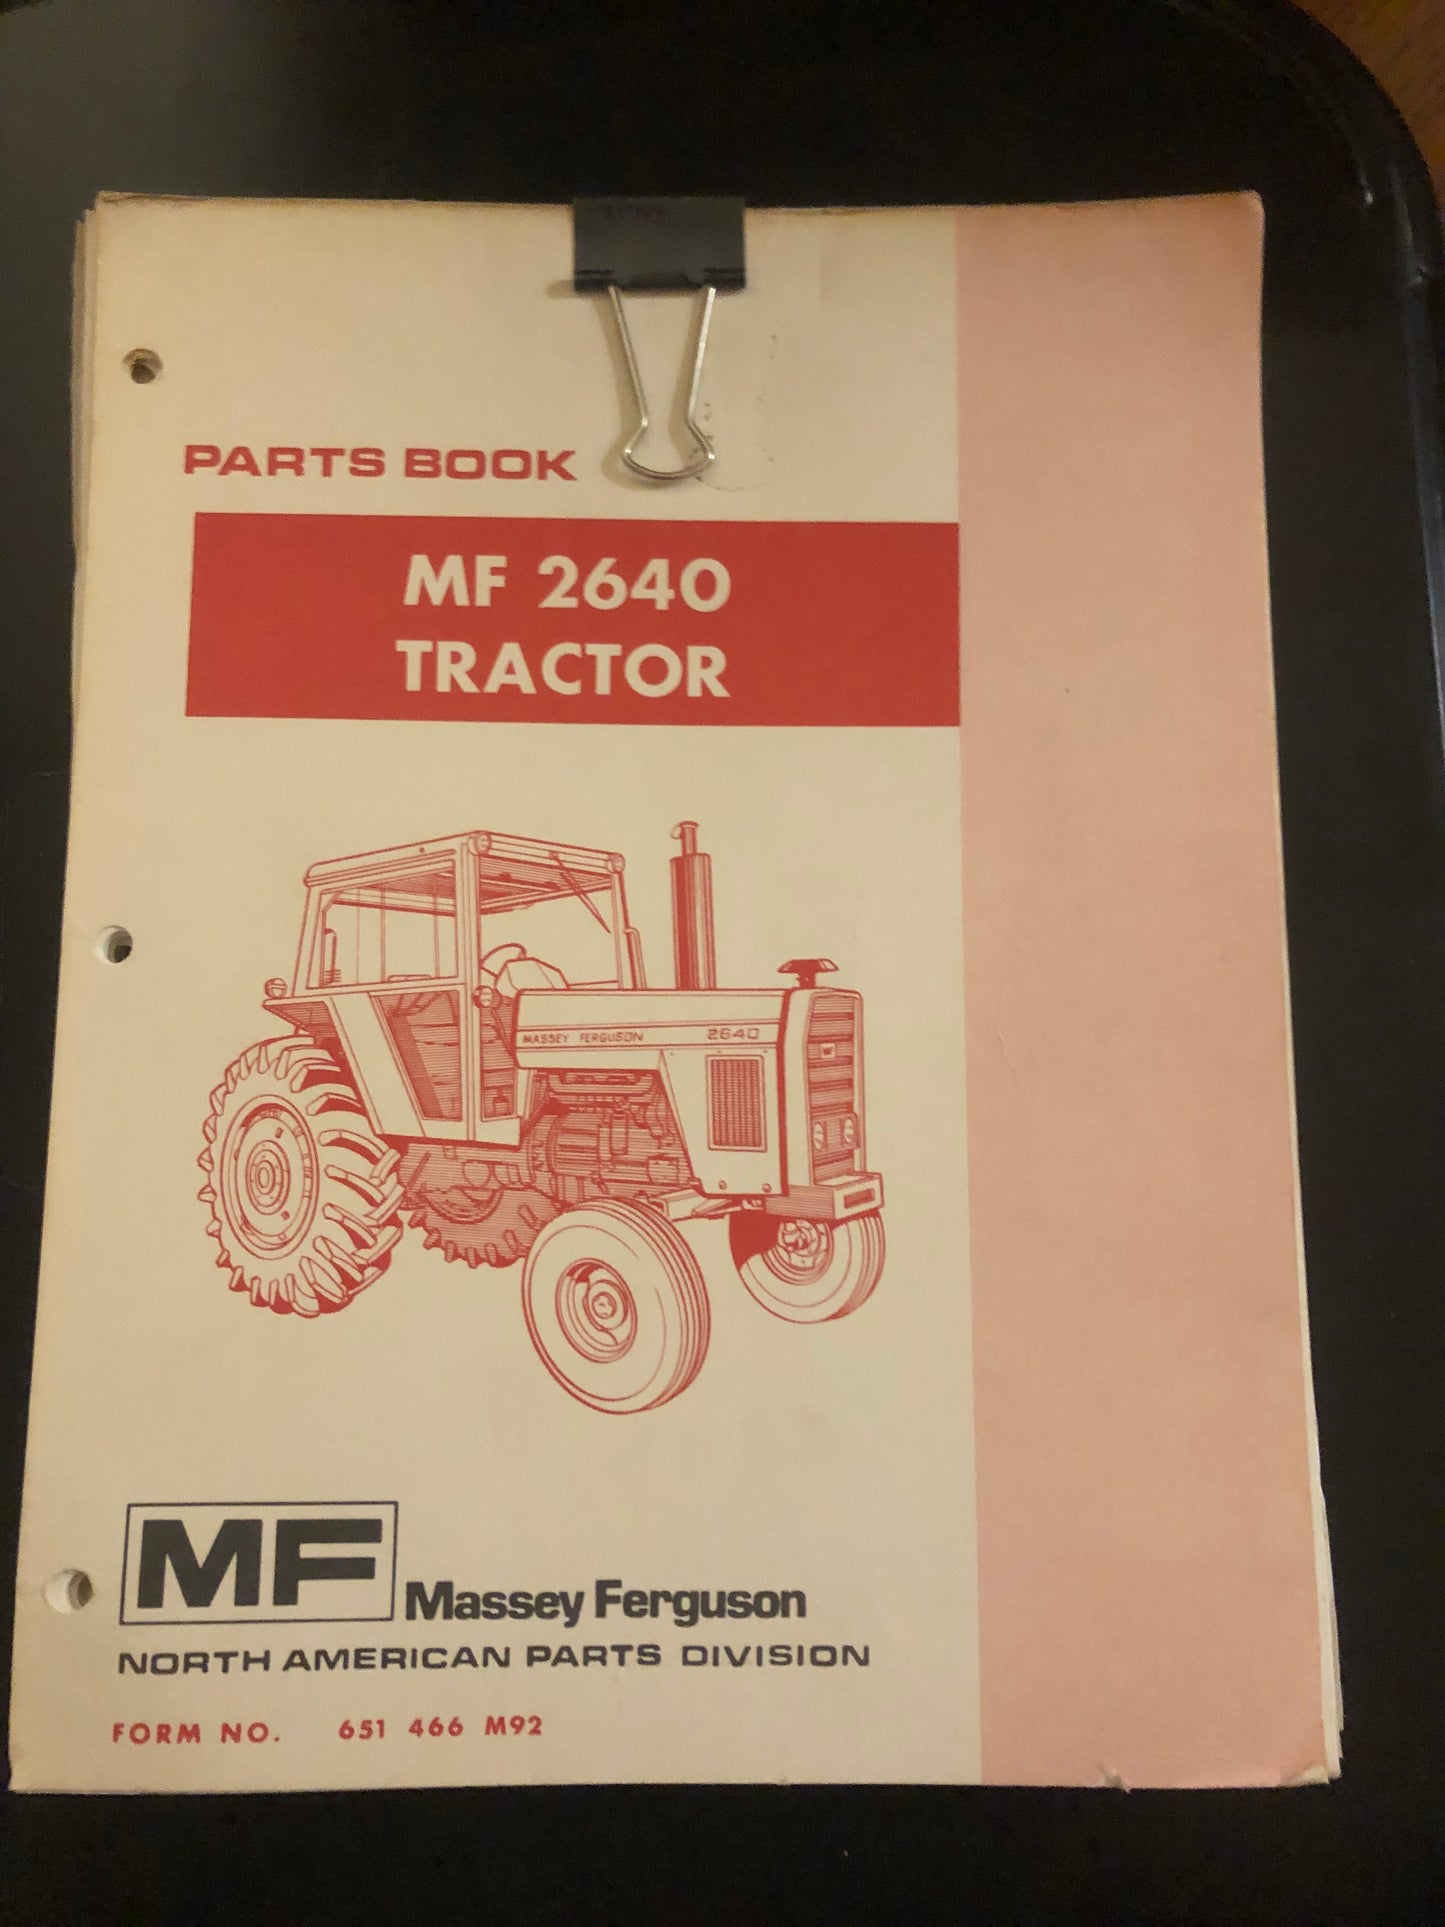 PARTS BOOK
MF 2640
TRACTOR
MASSEY FERGUSON 2640
MF
Massey Ferguson
NORTH AMERICAN PARTS DIVISION
FORM NO. 651 466 M92